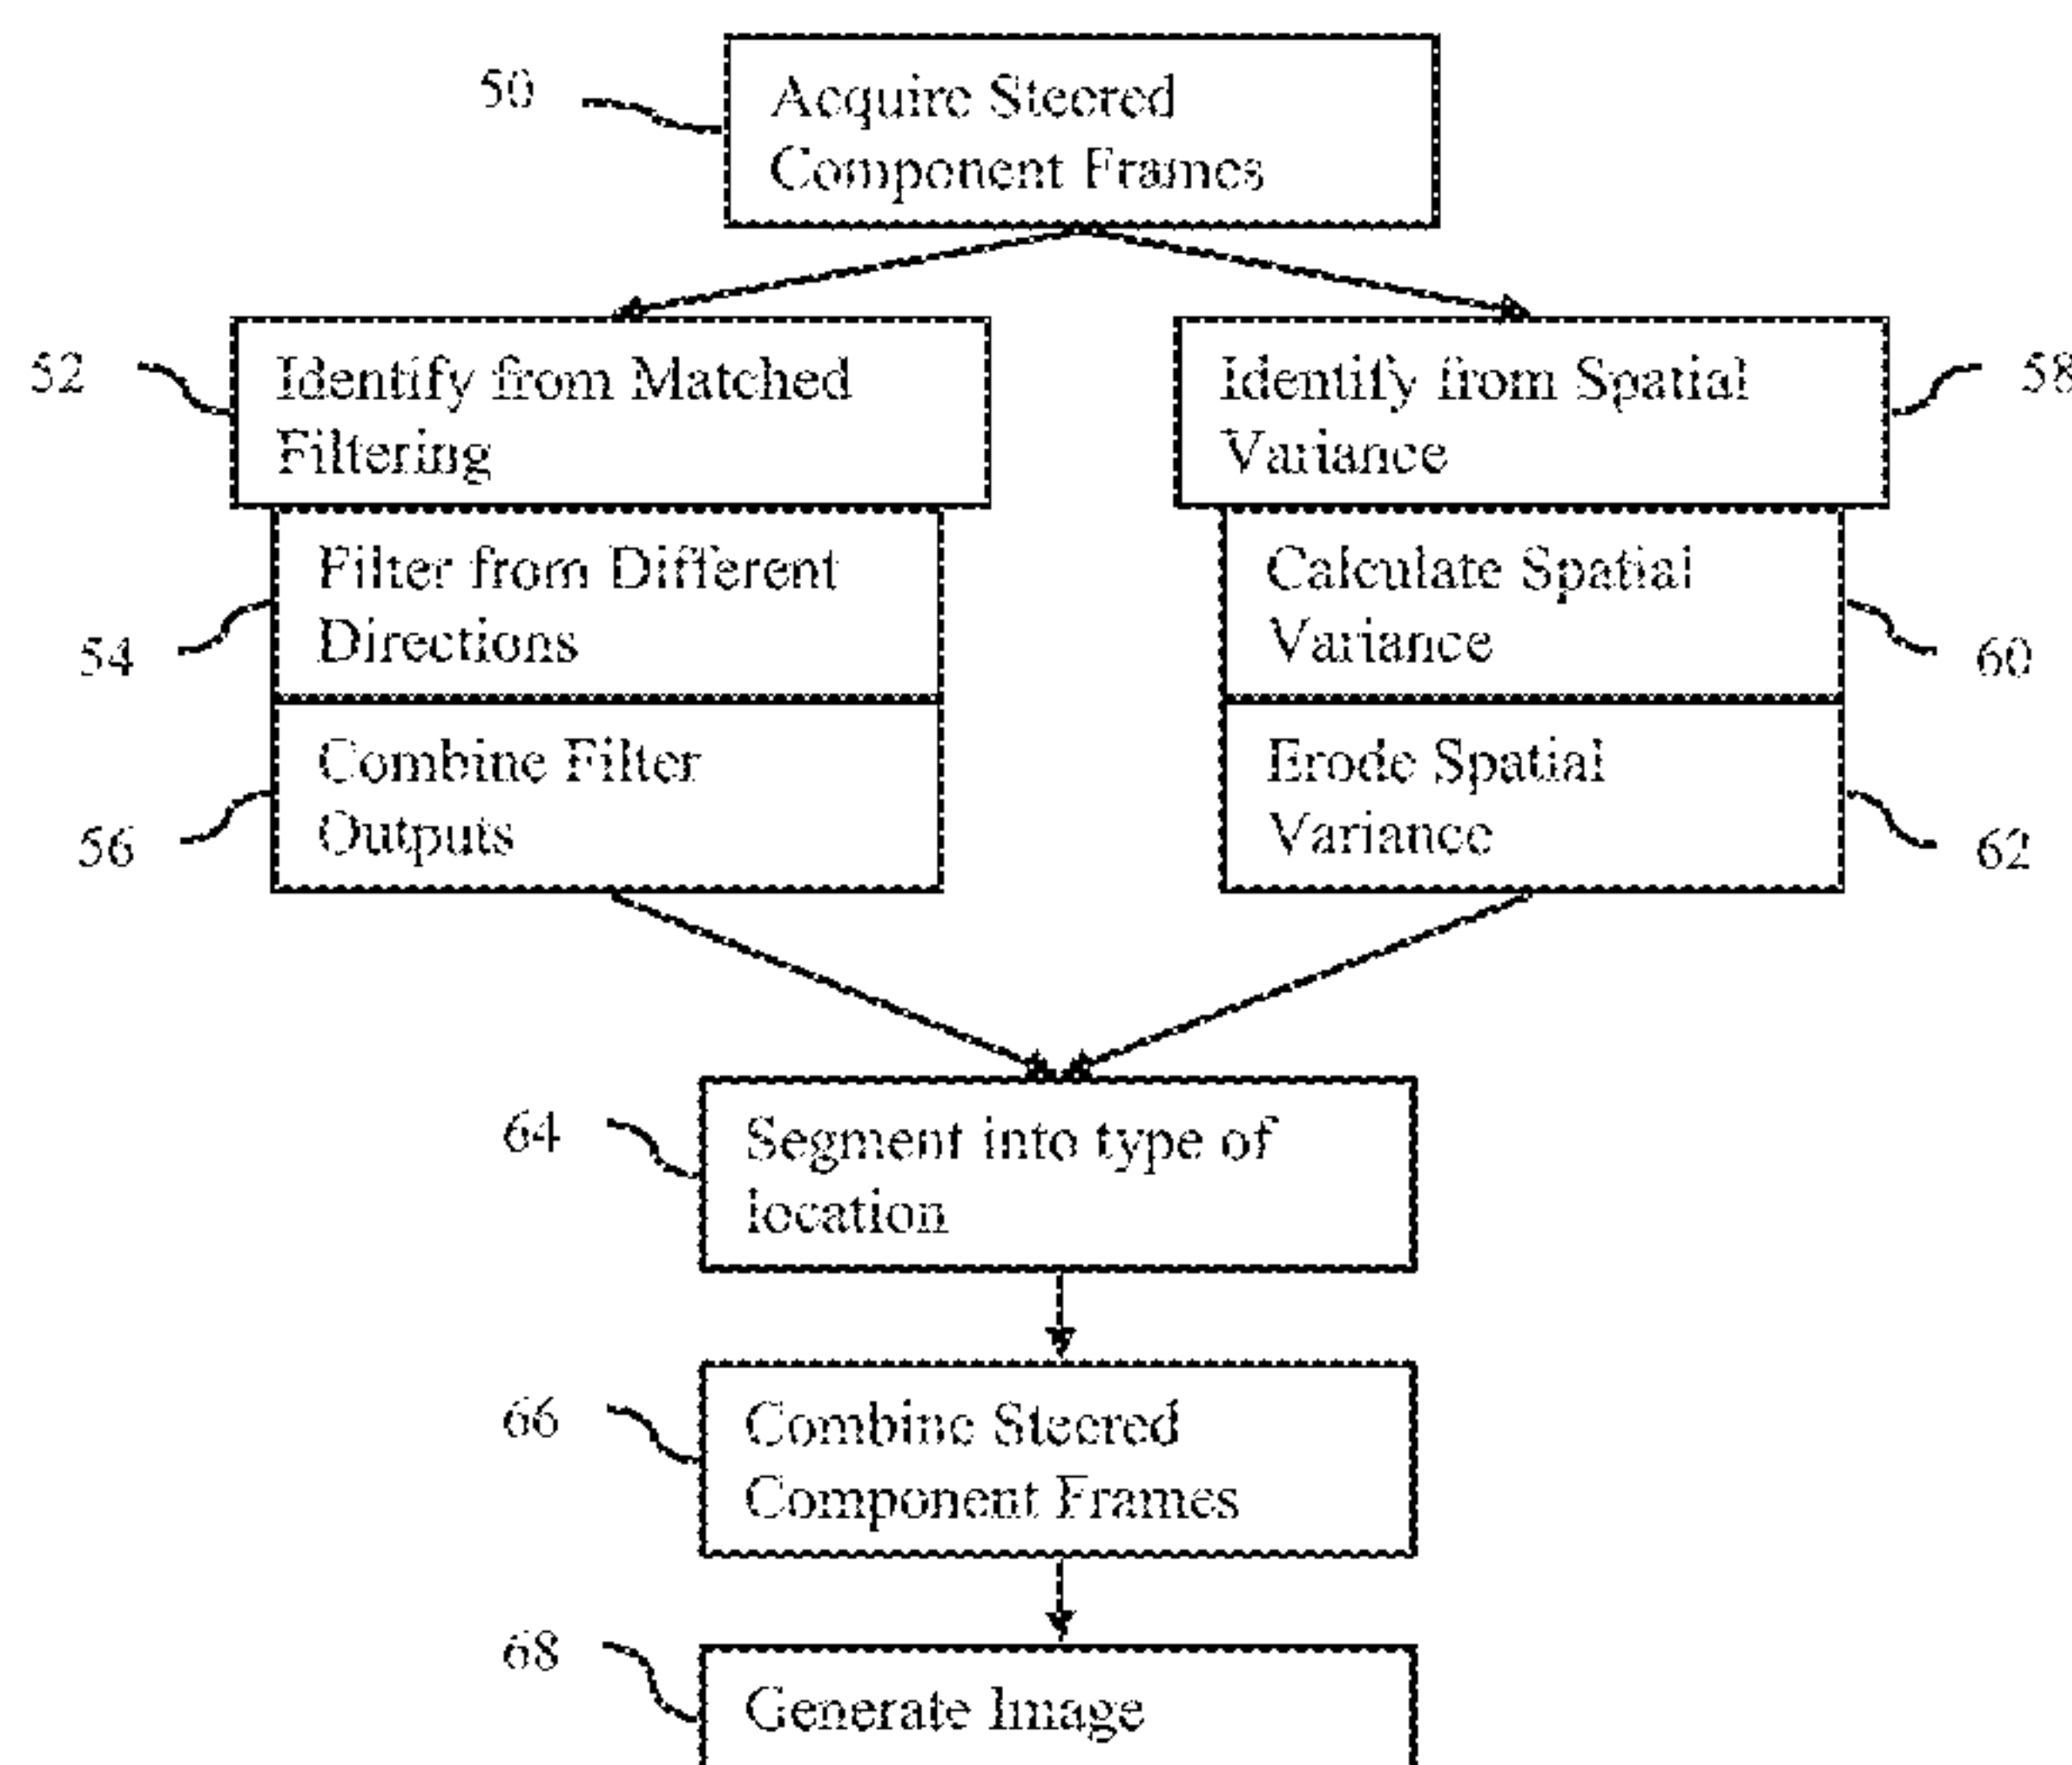 50
Acquire Steered
Component Frames
52
Identify from Matched
Filtering
Identify from Spatial
Variance
58
54
Filter from Different
Directions
Calculate Spatial
Variance
60
56
Combine Filter
Outputs
Erode Spatial
Variance
62
64
Segment into type of
location
66
Combine Steered
Component Frames
68
Generate Image